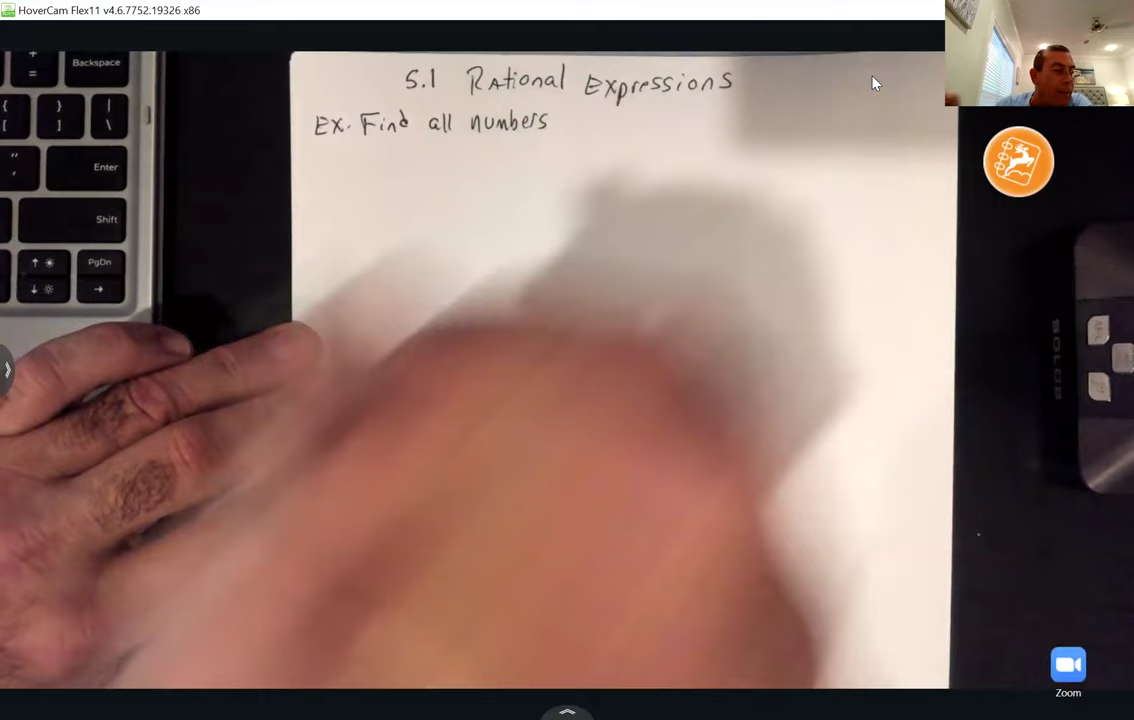 HoverCam Flex11 v4.6.7752.19326 x86
+
=
Backspace
{
[
}
]
|
\
"
'
Enter
Shift
PgDn
5.1 Rational Expressions
Ex. Find all numbers
Zoom